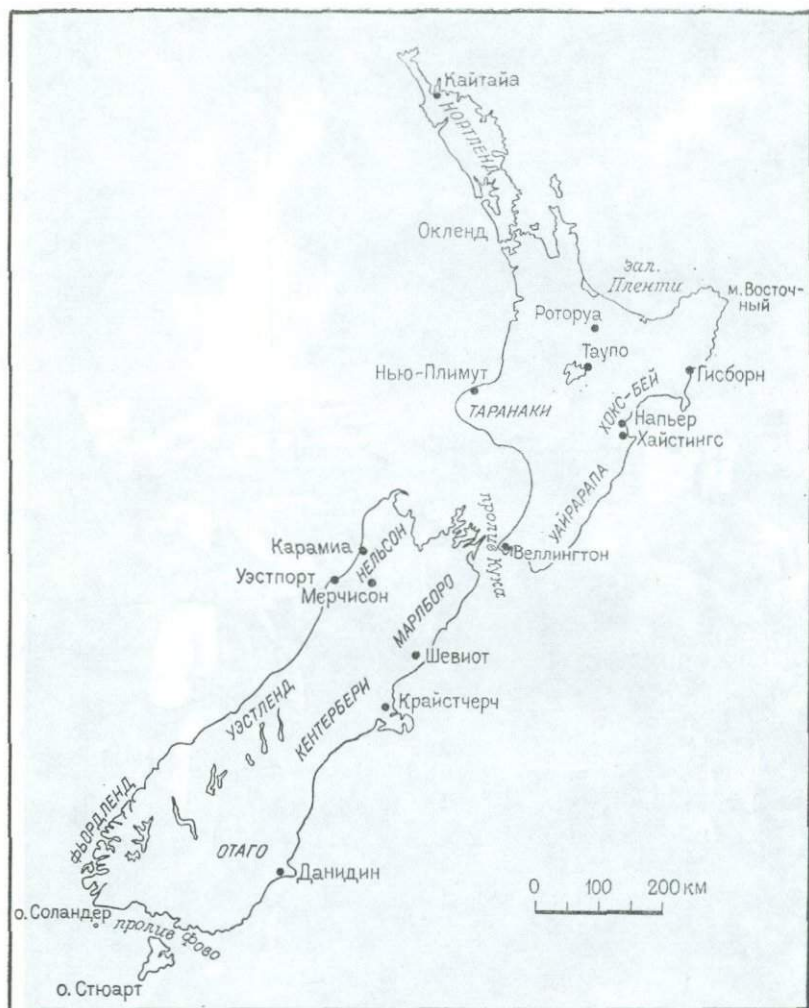 Кайтайа
НОРТЛЕНД
Окленд
зал.
Пленти
м. Восточ-
ный
Роторуа
Таупо
Гисборн
Нью-Плимут
ТАРАНАКИ
ХОКС-БЕЙ
Напьер
Хайстингс
УАЙРАРАПА
пролив Кука
Веллингтон
Карамиа
НЕЛЬСОН
Уэстпорт
Мерчисон
МАРЛБОРО
Шевиот
УЭСТЛЕНД
КЕНТЕРБЕРИ
Крайстчерч
ФЬОРДЛЕНД
ОТАГО
Данидин
0 100 200 км
о. Соландер
пролив Фово
о. Стюарт